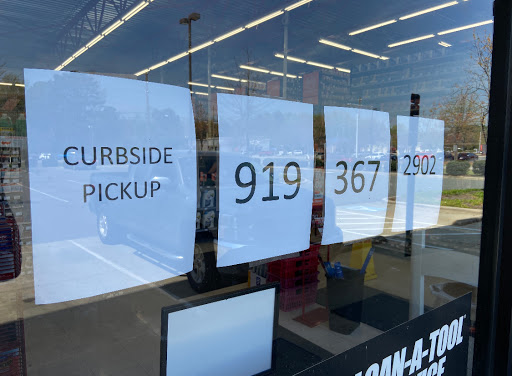 CURBSIDE
PICKUP
919
367
2902
LOAN-A-TOOL